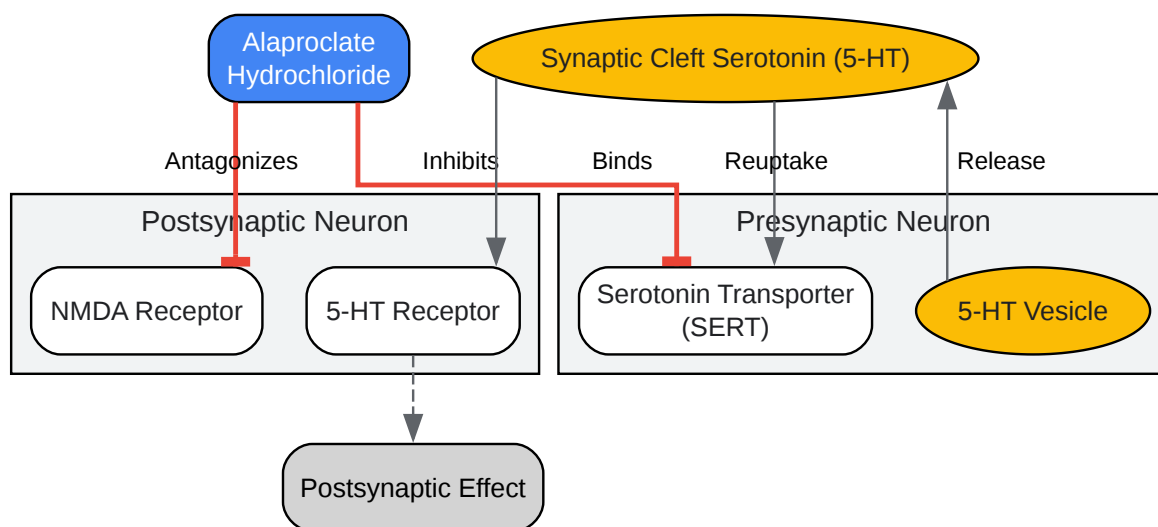 Alaproclate
Hydrochloride
Synaptic Cleft Serotonin (5-HT)
Antagonizes
Inhibits
Binds
Reuptake
Release
Postsynaptic Neuron
Presynaptic Neuron
NMDA Receptor
5-HT Receptor
Serotonin Transporter
(SERT)
5-HT Vesicle
Postsynaptic Effect